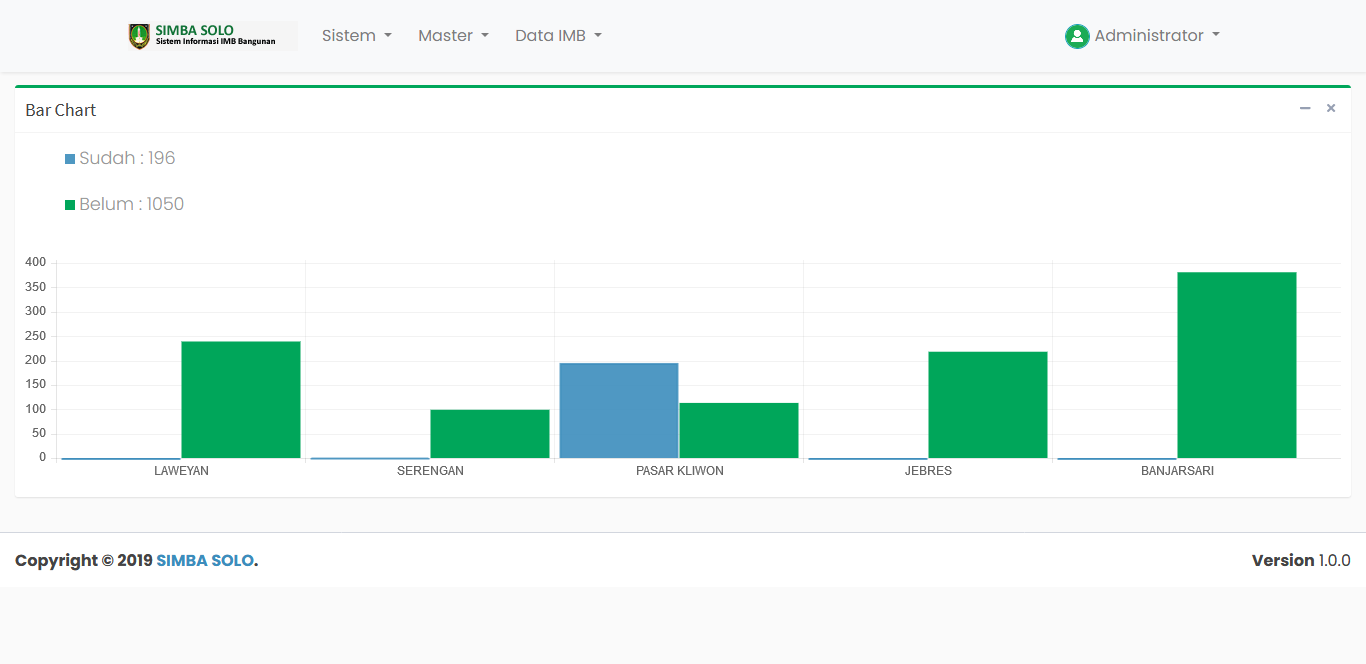 SIMBA SOLO
Sistem Informasi IMB Bangunan
Sistem
Master
Data IMB
Administrator
Bar Chart
Sudah : 196
Belum : 1050
400
350
300
250
200
150
100
50
0
LAWEYAN
SERENGAN
PASAR KLIWON
JEBRES
BANJARSARI
Copyright © 2019 SIMBA SOLO.
Version 1.0.0